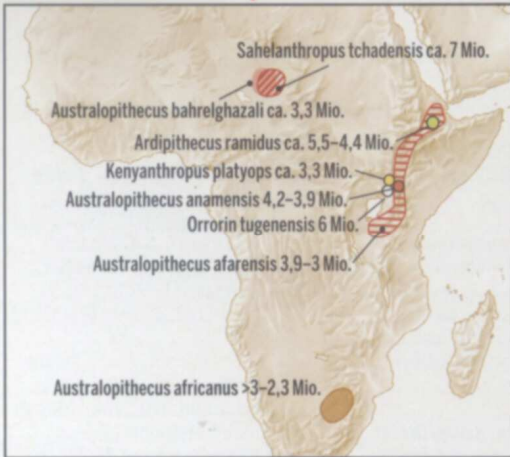 Sahelanthropus tchadensis ca. 7 Mio.
Australopithecus bahrelghazali ca. 3,3 Mio.
Ardipithecus ramidus ca. 5,5–4,4 Mio.
Kenyanthropus platyops ca. 3,3 Mio.
Australopithecus anamensis 4,2–3,9 Mio.
Orrorin tugenensis 6 Mio.
Australopithecus afarensis 3,9–3 Mio.
Australopithecus africanus >3–2,3 Mio.